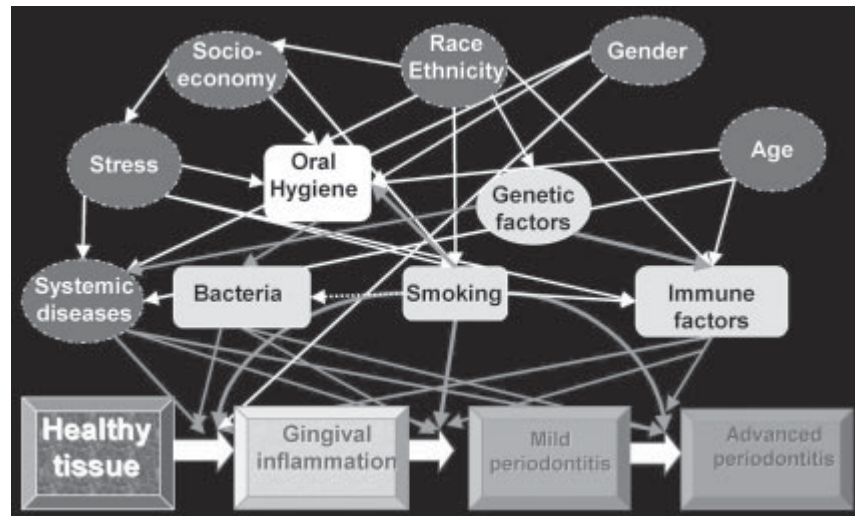 Socio-
economy
Race
Ethnicity
Gender
Stress
Oral
Hygiene
Age
Genetic
factors
Systemic
diseases
Bacteria
Smoking
Immune
factors
Healthy
tissue
Gingival
inflammation
Mild
periodontitis
Advanced
periodontitis